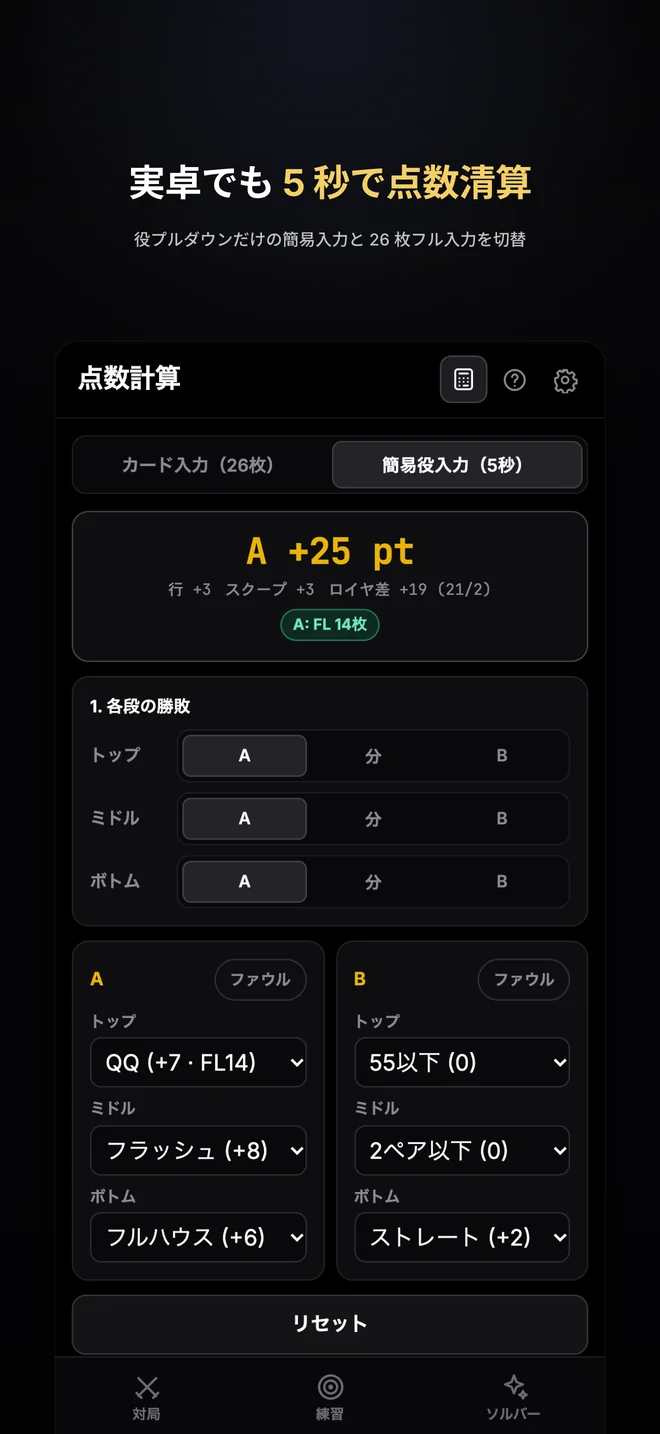 実卓でも 5 秒で点数清算
役プルダウンだけの簡易入力と 26 枚フル入力を切替
点数計算
カード入力（26枚） 簡易役入力（5秒）
A +25 pt
行 +3 スクープ +3 ロイヤ差 +19 (21/2)
A: FL 14枚
1. 各段の勝敗
トップ A 分 B
ミドル A 分 B
ボトム A 分 B
A ファウル
トップ
QQ (+7 · FL14)
ミドル
フラッシュ (+8)
ボトム
フルハウス (+6)
B ファウル
トップ
55以下 (0)
ミドル
2ペア以下 (0)
ボトム
ストレート (+2)
リセット
対局 練習 ソルバー